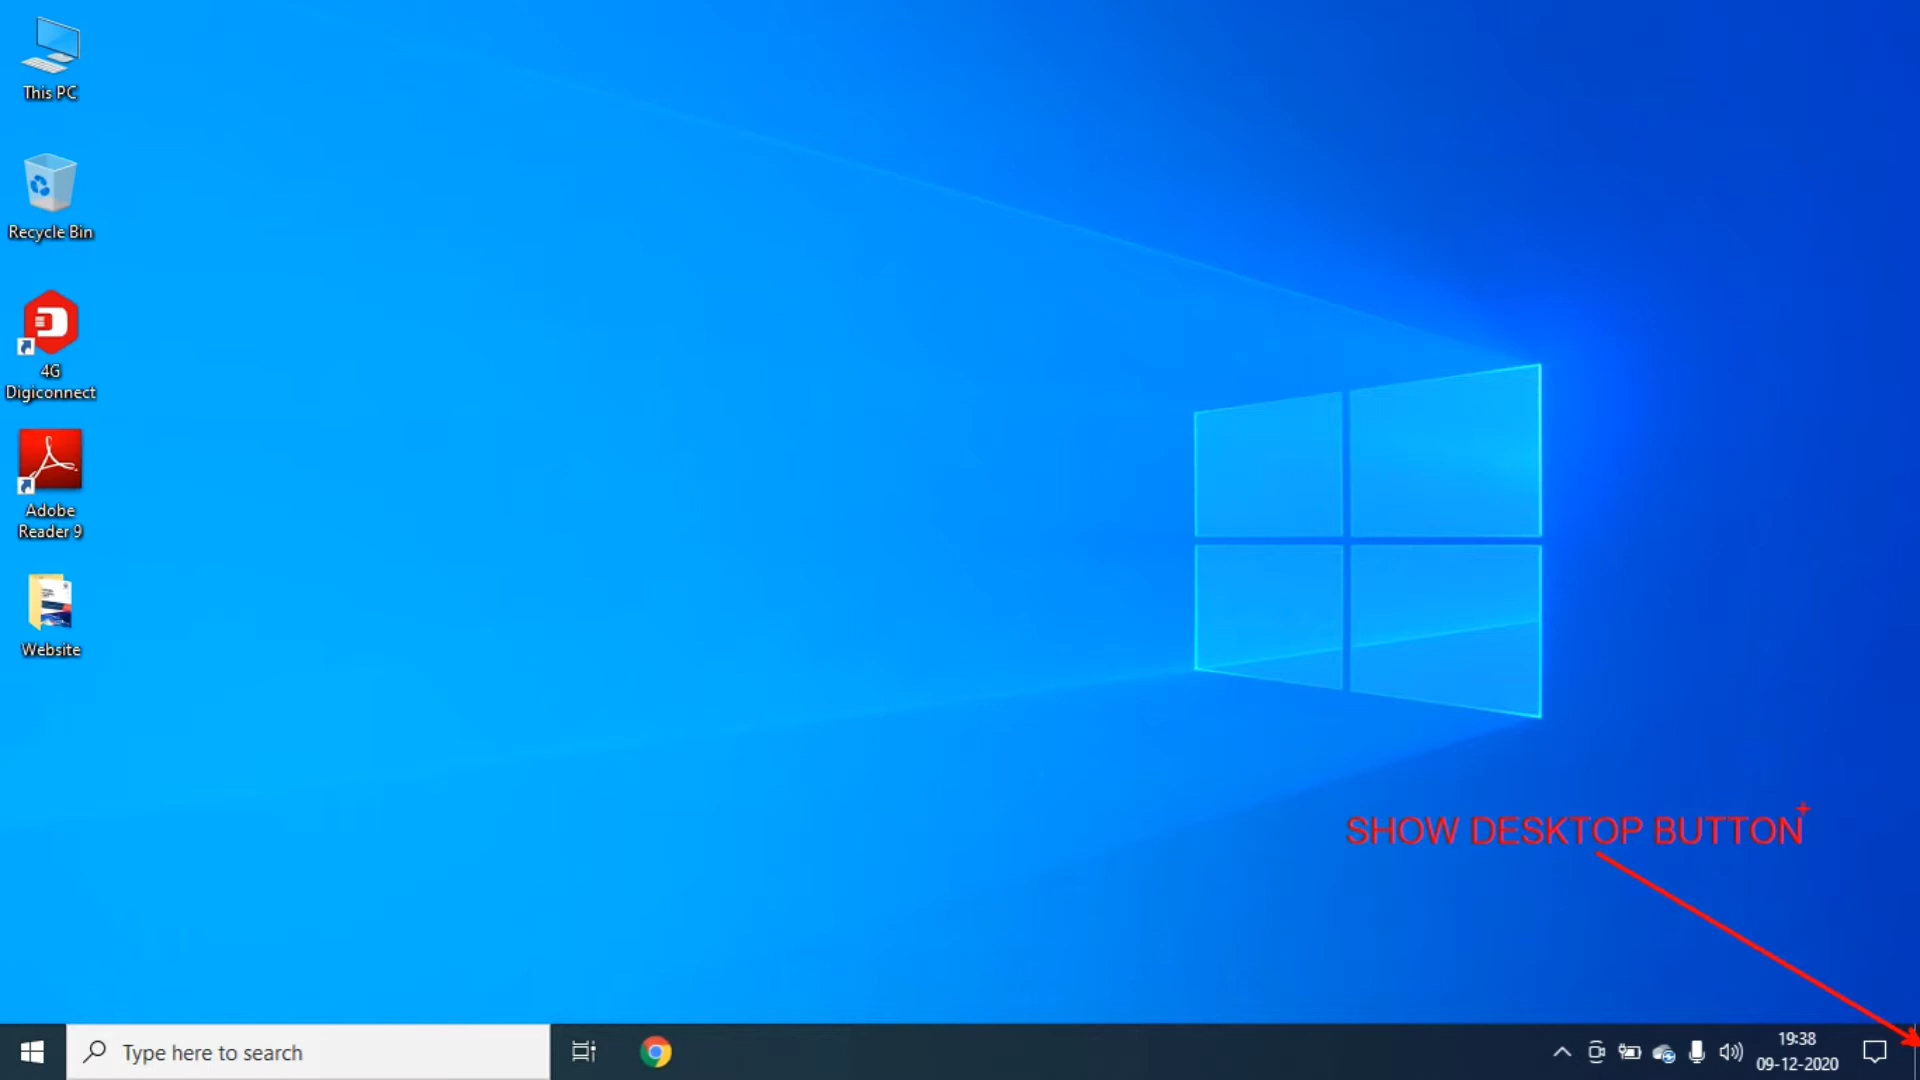 This PC
Recycle Bin
4G
Digiconnect
Adobe
Reader 9
Website
SHOW DESKTOP BUTTON
Type here to search
19:38
09-12-2020